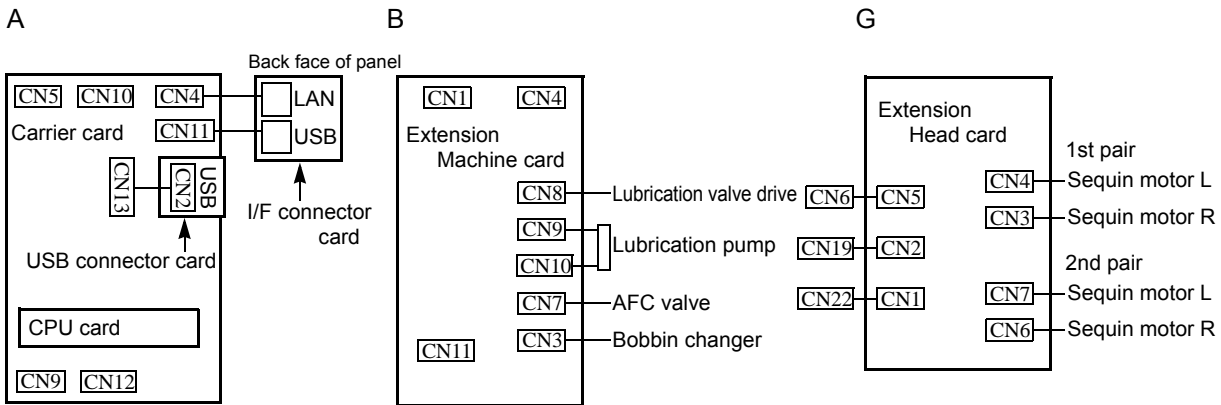 A
B
G
Back face of panel
CN5
CN10
CN4
LAN
Carrier card
CN11
USB
CN13
CN2
USB
I/F connector
card
USB connector card
CPU card
CN9
CN12
CN1
CN4
Extension
Machine card
CN8
Lubrication valve drive
CN9
Lubrication pump
CN10
CN7
AFC valve
CN3
Bobbin changer
CN11
Extension
Head card
1st pair
CN4
Sequin motor L
CN6
CN5
CN3
Sequin motor R
CN19
CN2
2nd pair
CN22
CN1
CN7
Sequin motor L
CN6
Sequin motor R